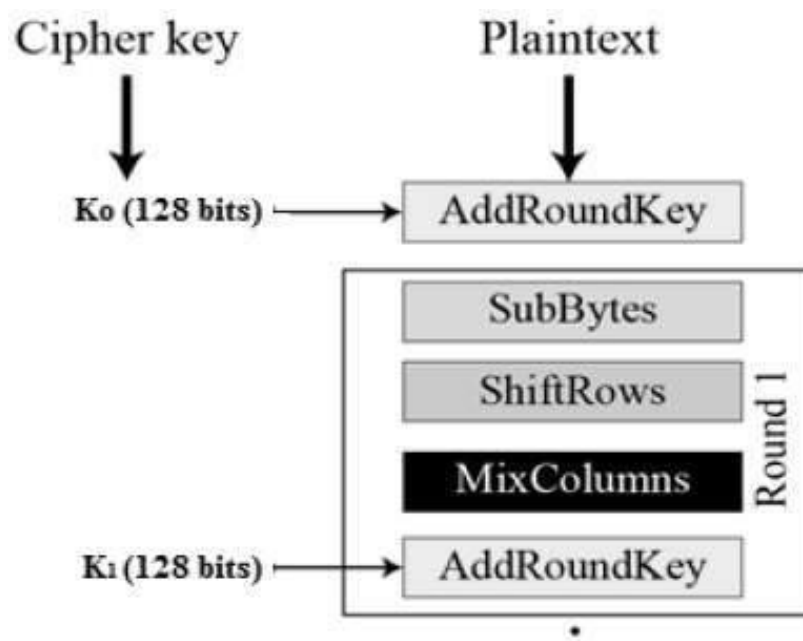 Cipher key
Plaintext
K0 (128 bits)
AddRoundKey
SubBytes
ShiftRows
MixColumns
Round 1
K1 (128 bits)
AddRoundKey